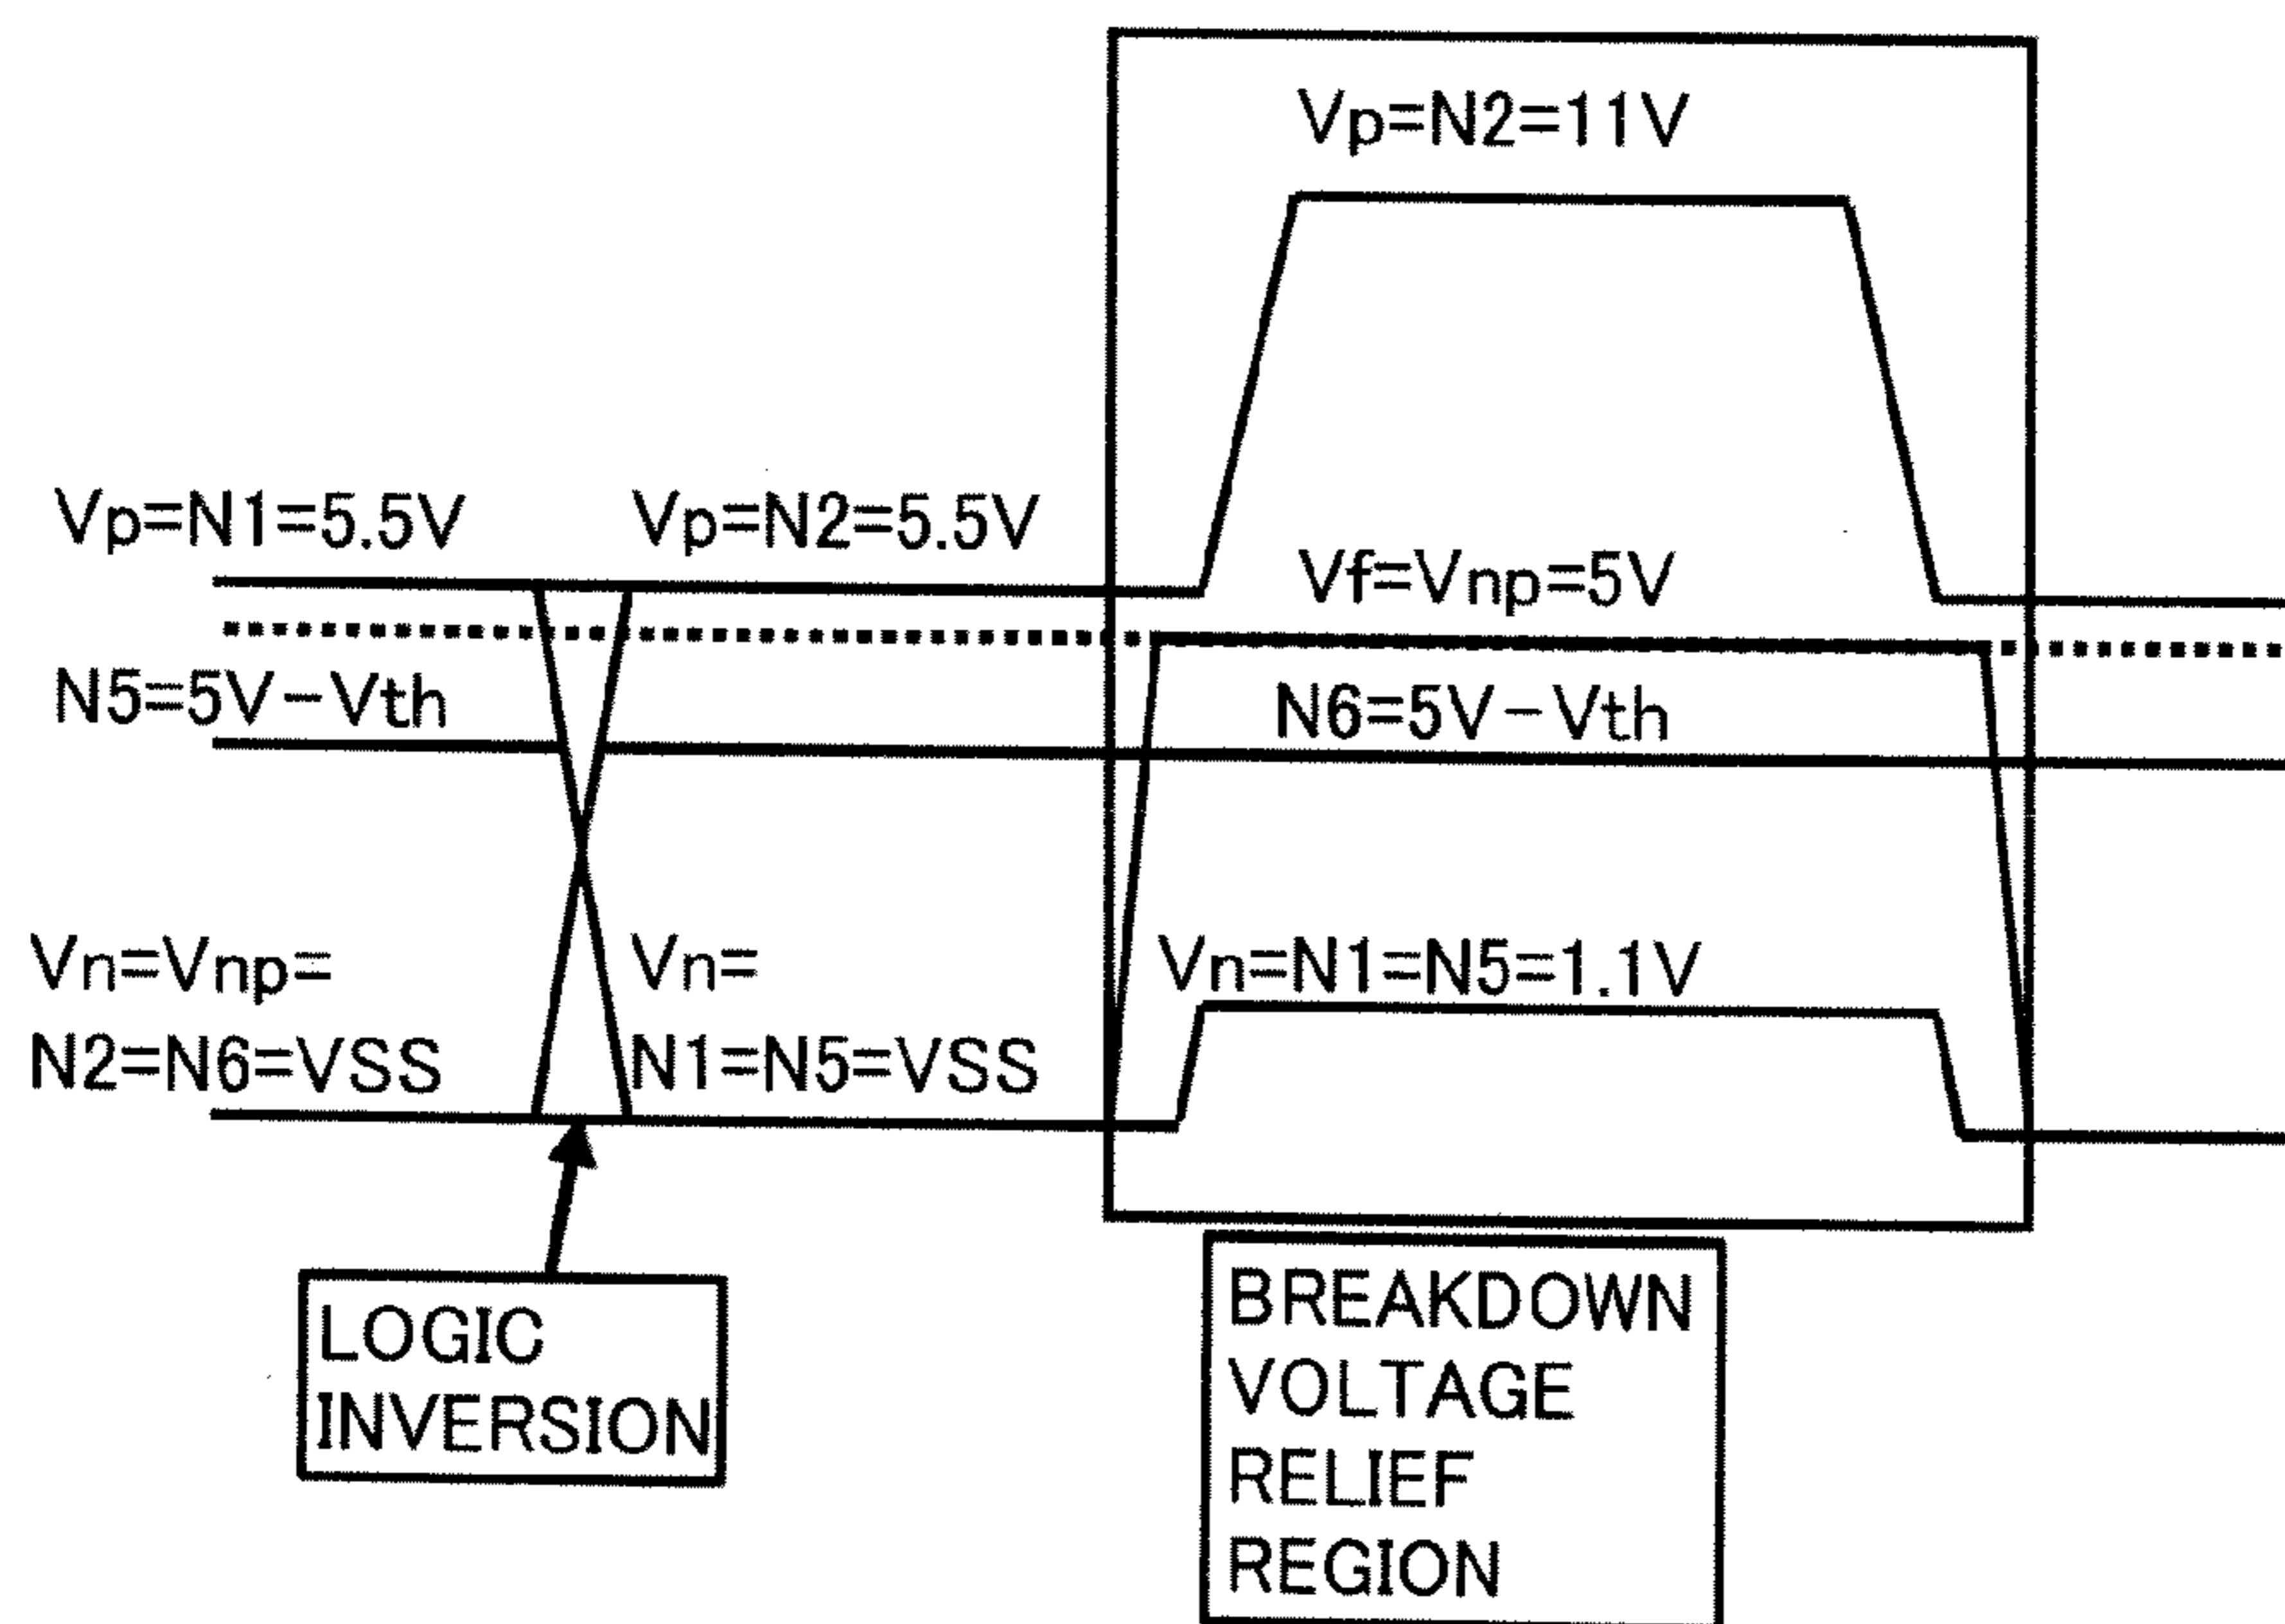 Vp=N2=11V
Vp=N1=5.5V
Vp=N2=5.5V
Vf=Vnp=5V
N5=5V-Vth
N6=5V-Vth
Vn=Vnp=
N2=N6=VSS
Vn=
N1=N5=VSS
Vn=N1=N5=1.1V
LOGIC
INVERSION
BREAKDOWN
VOLTAGE
RELIEF
REGION